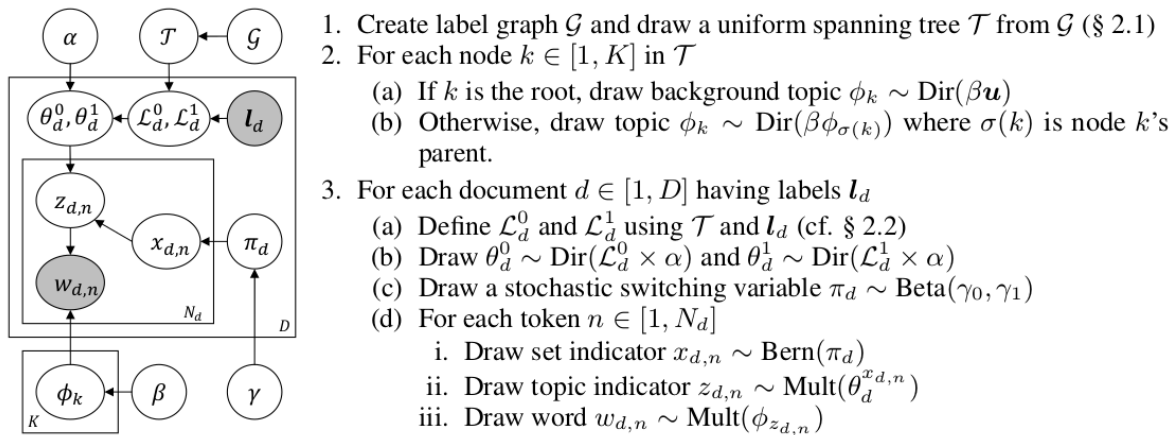 α 𝒯 𝒢
θ_d^0, θ_d^1 ℒ_d^0, ℒ_d^1 𝒍_d
z_{d,n}
x_{d,n} π_d
w_{d,n}
N_d
D
ϕ_k β γ
K
1. Create label graph 𝒢 and draw a uniform spanning tree 𝒯 from 𝒢 (§ 2.1)
2. For each node k ∈ [1, K] in 𝒯
(a) If k is the root, draw background topic ϕ_k ∼ Dir(β𝒖)
(b) Otherwise, draw topic ϕ_k ∼ Dir(βϕ_{σ(k)}) where σ(k) is node k's
parent.
3. For each document d ∈ [1, D] having labels 𝒍_d
(a) Define ℒ_d^0 and ℒ_d^1 using 𝒯 and 𝒍_d (cf. § 2.2)
(b) Draw θ_d^0 ∼ Dir(ℒ_d^0 × α) and θ_d^1 ∼ Dir(ℒ_d^1 × α)
(c) Draw a stochastic switching variable π_d ∼ Beta(γ_0, γ_1)
(d) For each token n ∈ [1, N_d]
i. Draw set indicator x_{d,n} ∼ Bern(π_d)
ii. Draw topic indicator z_{d,n} ∼ Mult(θ_d^{x_{d,n}})
iii. Draw word w_{d,n} ∼ Mult(ϕ_{z_{d,n}})